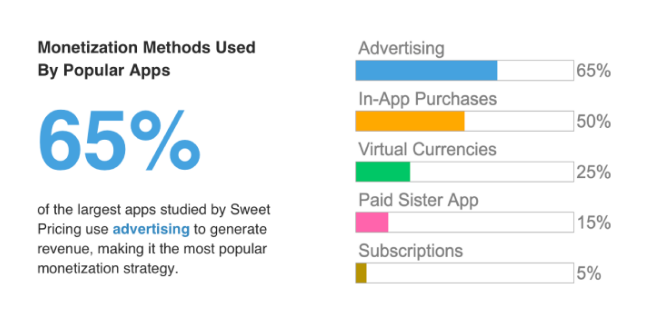 Monetization Methods Used
By Popular Apps
65%
of the largest apps studied by Sweet
Pricing use advertising to generate
revenue, making it the most popular
monetization strategy.
Advertising
65%
In-App Purchases
50%
Virtual Currencies
25%
Paid Sister App
15%
Subscriptions
5%